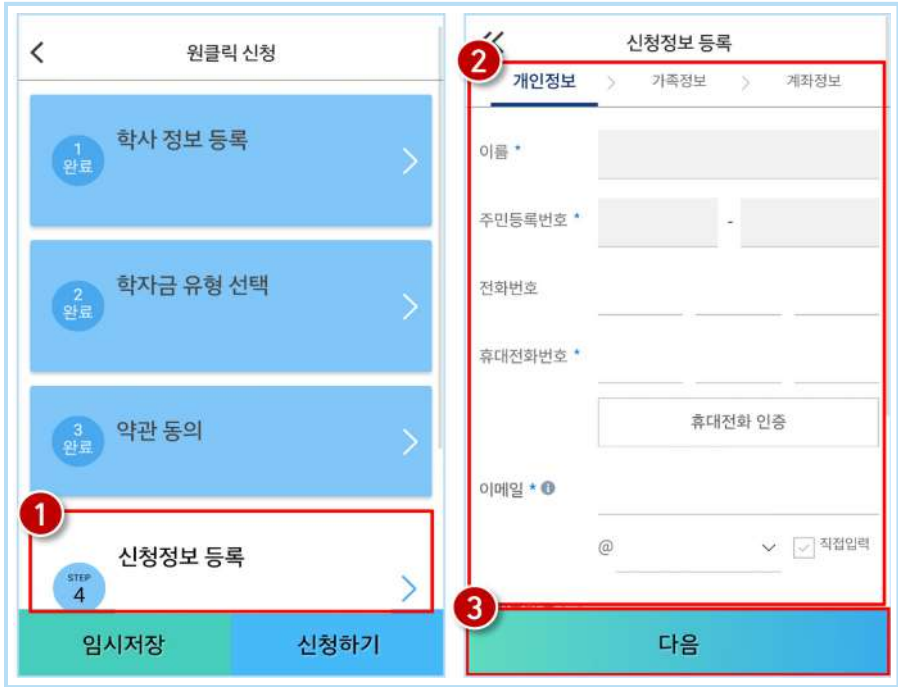 원클릭 신청
1
완료
학사 정보 등록
2
완료
학자금 유형 선택
3
완료
약관 동의
1
STEP
4
신청정보 등록
임시저장
신청하기
신청정보 등록
2
개인정보 > 가족정보 > 계좌정보
이름 *
주민등록번호 * -
전화번호
휴대전화번호 *
휴대전화 인증
이메일 *
@ 직접입력
3
다음